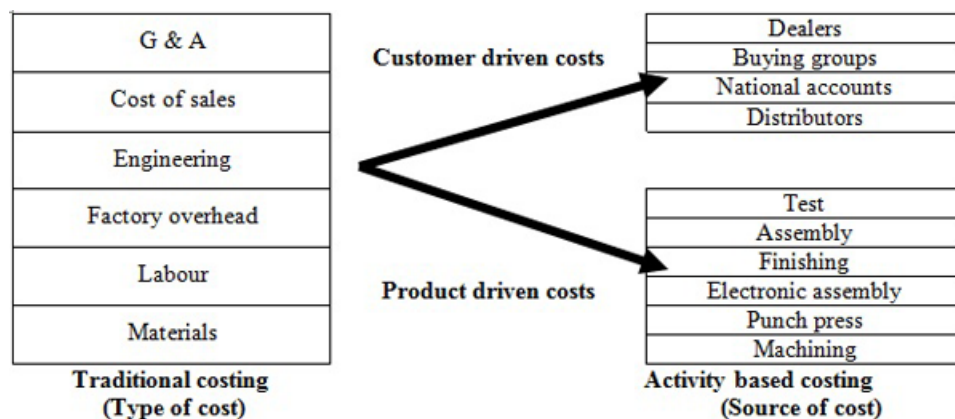 G & A
Cost of sales
Engineering
Factory overhead
Labour
Materials
Traditional costing
(Type of cost)
Customer driven costs
Product driven costs
Dealers
Buying groups
National accounts
Distributors
Test
Assembly
Finishing
Electronic assembly
Punch press
Machining
Activity based costing
(Source of cost)